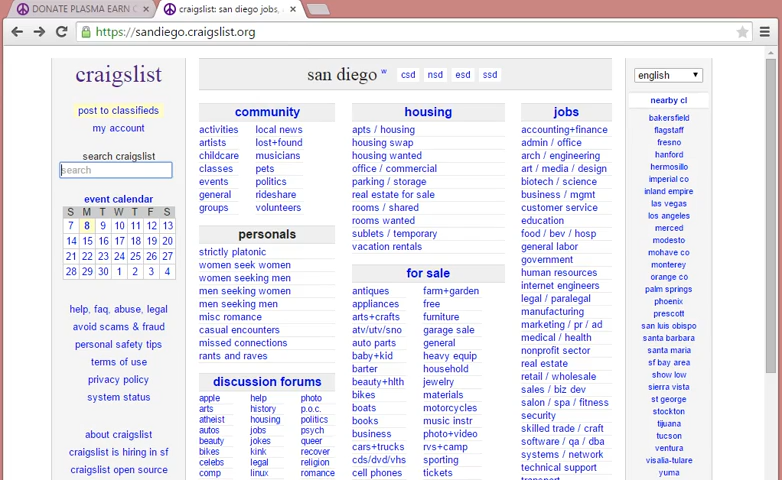 DONATE PLASMA EARN C
craigslist: san diego jobs,
https://sandiego.craigslist.org
craigslist
post to classifieds
my account
search craigslist
search
event calendar
S M T W T F S
7 8 9 10 11 12 13
14 15 16 17 18 19 20
21 22 23 24 25 26 27
28 29 30 1 2 3 4
help, faq, abuse, legal
avoid scams & fraud
personal safety tips
terms of use
privacy policy
system status
about craigslist
craigslist is hiring in sf
craigslist open source
san diego w csd nsd esd ssd
community
activities local news
artists lost+found
childcare musicians
classes pets
events politics
general rideshare
groups volunteers
personals
strictly platonic
women seek women
women seeking men
men seeking women
men seeking men
misc romance
casual encounters
missed connections
rants and raves
discussion forums
apple help photo
arts history p.o.c.
atheist housing politics
autos jobs psych
beauty jokes queer
bikes kink recover
celebs legal religion
comp linux romance
housing
apts / housing
housing swap
housing wanted
office / commercial
parking / storage
real estate for sale
rooms / shared
rooms wanted
sublets / temporary
vacation rentals
for sale
antiques farm+garden
appliances free
arts+crafts furniture
atv/utv/sno garage sale
auto parts general
baby+kid heavy equip
barter household
beauty+hlth jewelry
bikes materials
boats motorcycles
books music instr
business photo+video
cars+trucks rvs+camp
cds/dvd/vhs sporting
cell phones tickets
jobs
accounting+finance
admin / office
arch / engineering
art / media / design
biotech / science
business / mgmt
customer service
education
food / bev / hosp
general labor
government
human resources
internet engineers
legal / paralegal
manufacturing
marketing / pr / ad
medical / health
nonprofit sector
real estate
retail / wholesale
sales / biz dev
salon / spa / fitness
security
skilled trade / craft
software / qa / dba
systems / network
technical support
transport
english
nearby cl
bakersfield
flagstaff
fresno
hanford
hermosillo
imperial co
inland empire
las vegas
los angeles
merced
modesto
mohave co
monterey
orange co
palm springs
phoenix
prescott
san luis obispo
santa barbara
santa maria
sf bay area
show low
sierra vista
st george
stockton
tijuana
tucson
ventura
visalia-tulare
yuma